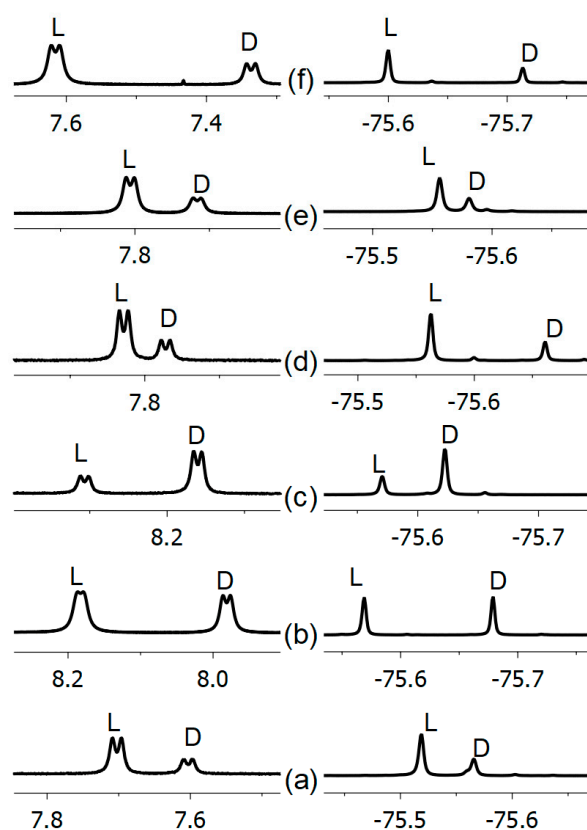 L D L D
(f)
7.6 7.4 -75.6 -75.7
L D L D
(e)
7.8 -75.5 -75.6
L D L D
(d)
7.8 -75.5 -75.6
L D L D
(c)
8.2 -75.6 -75.7
L D L D
(b)
8.2 8.0 -75.6 -75.7
L D L D
(a)
7.8 7.6 -75.5 -75.6